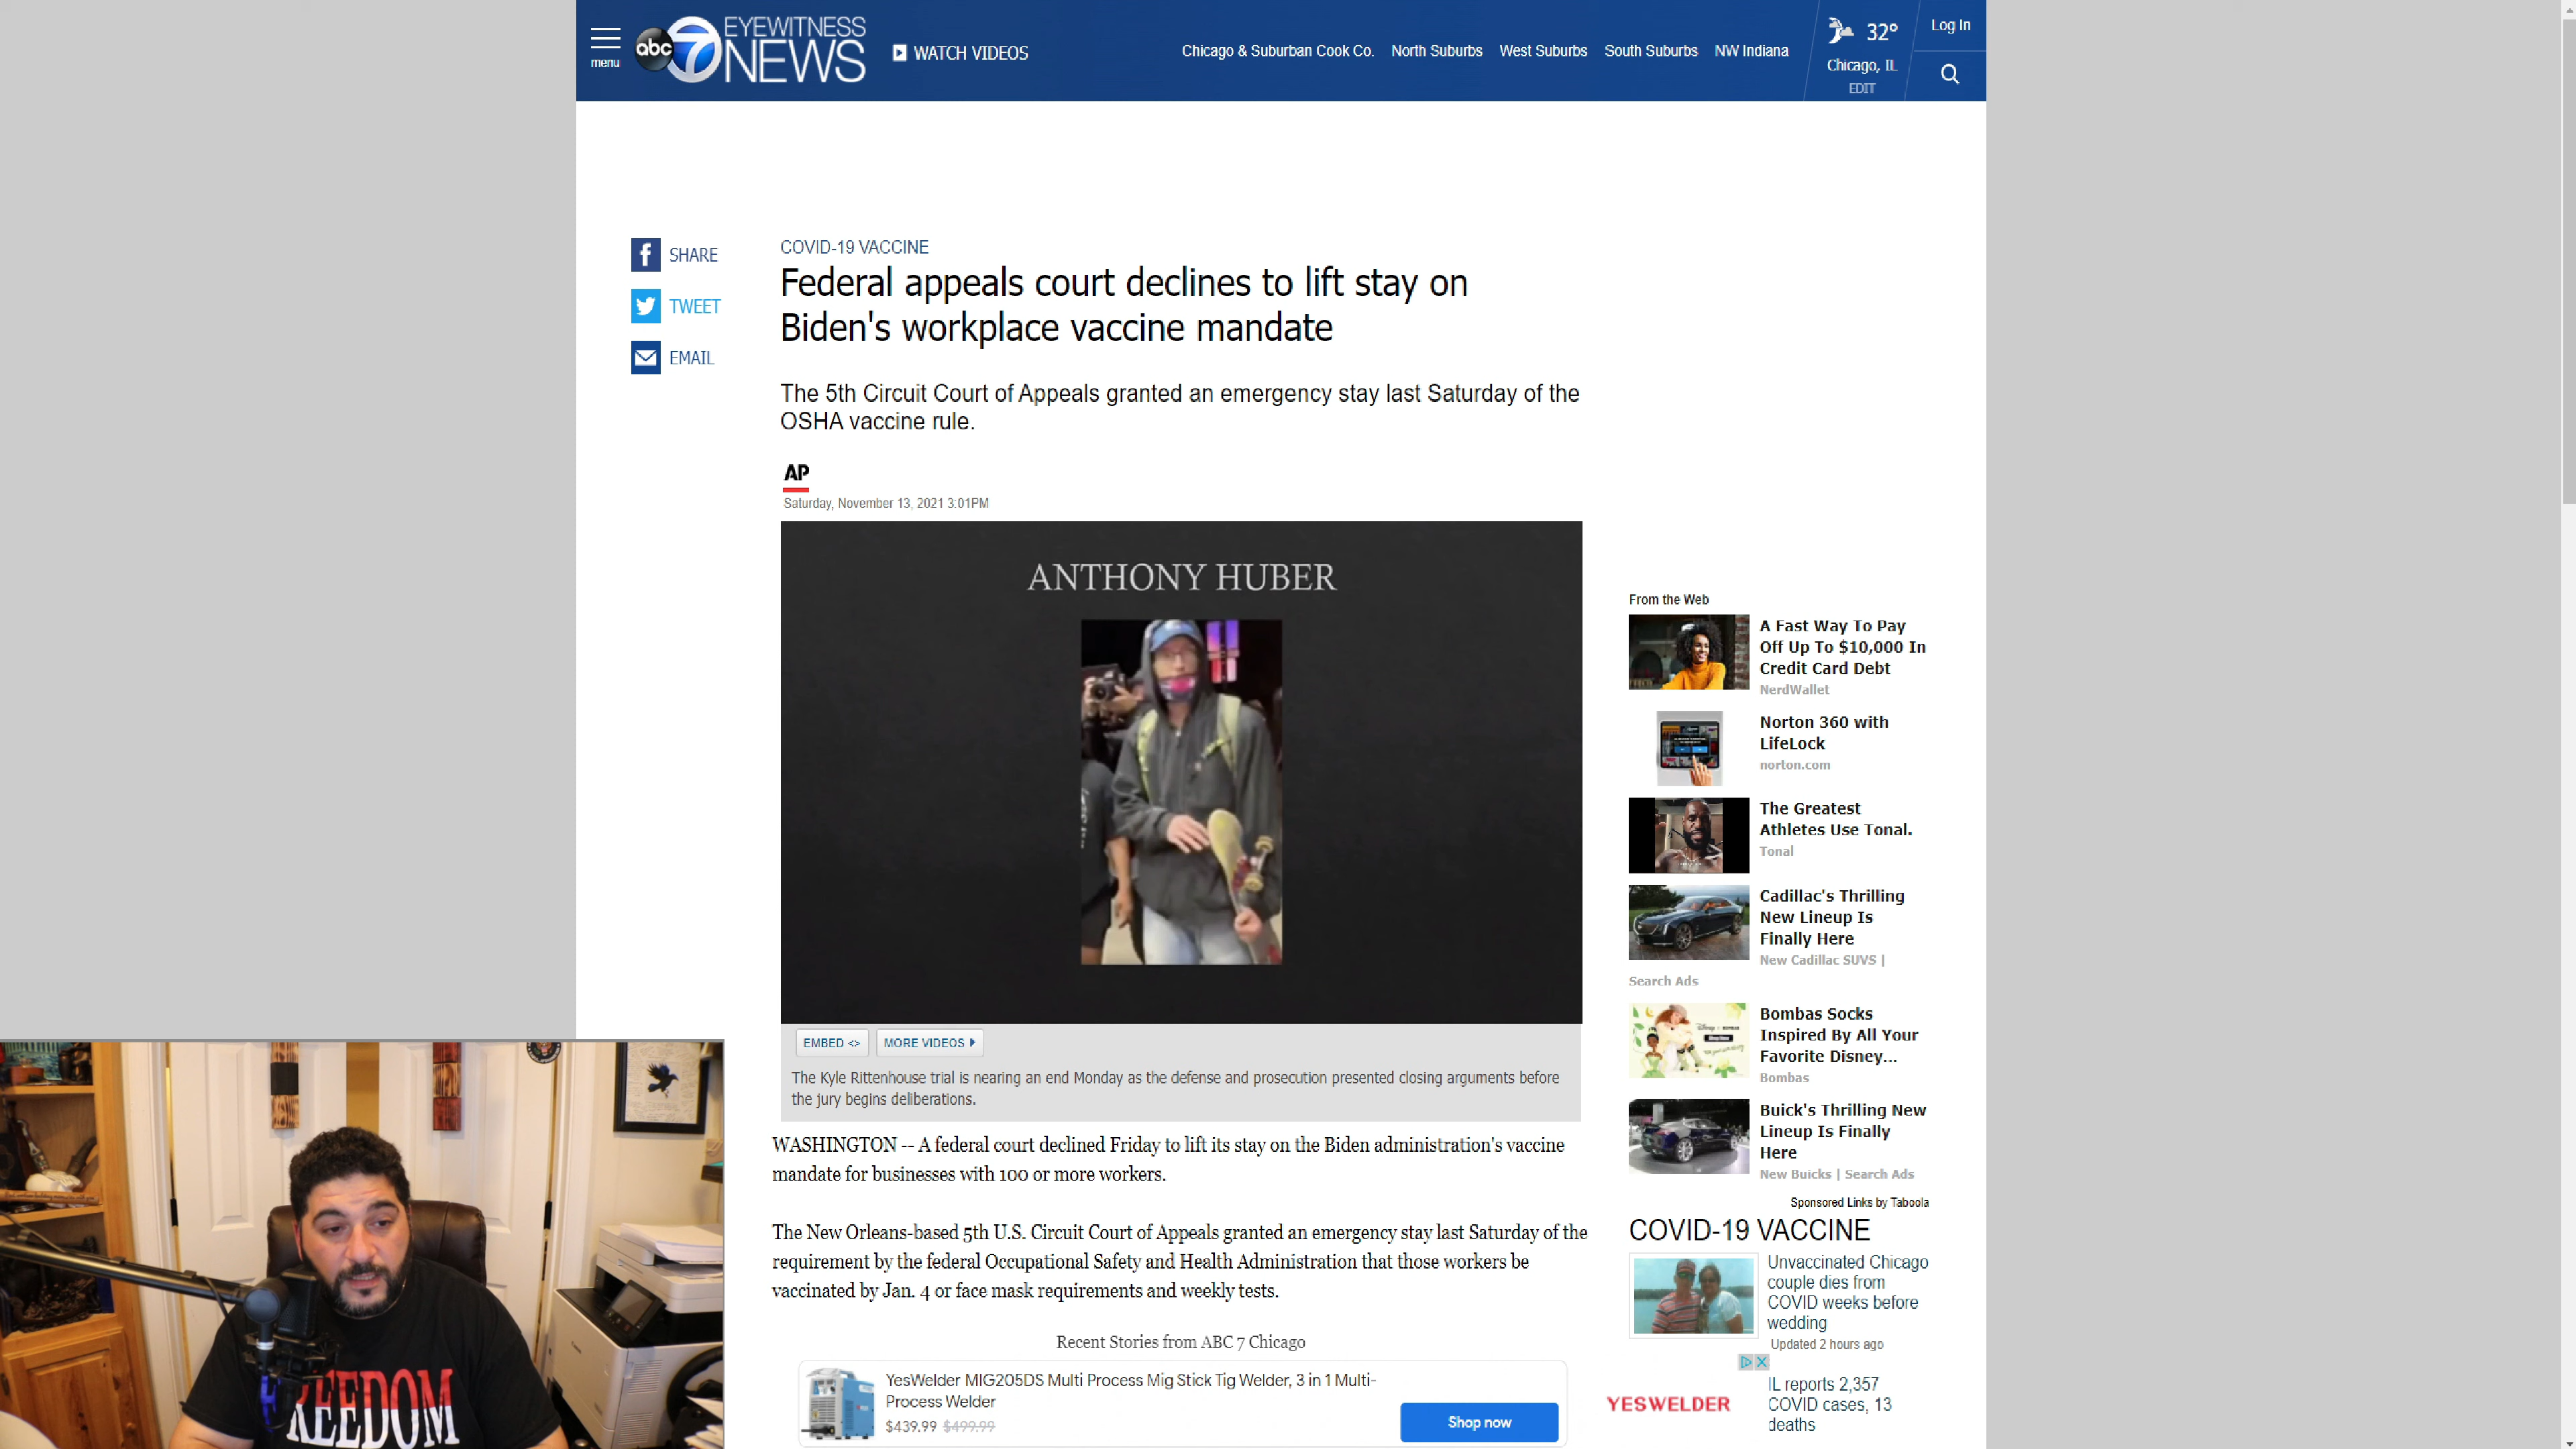 menu
abc 7 EYEWITNESS NEWS
WATCH VIDEOS
Chicago & Suburban Cook Co. North Suburbs West Suburbs South Suburbs NW Indiana
32°
Chicago, IL
EDIT
Log In
SHARE
TWEET
EMAIL
COVID-19 VACCINE
Federal appeals court declines to lift stay on
Biden's workplace vaccine mandate
The 5th Circuit Court of Appeals granted an emergency stay last Saturday of the
OSHA vaccine rule.
AP
Saturday, November 13, 2021 3:01PM
ANTHONY HUBER
EMBED <> MORE VIDEOS
The Kyle Rittenhouse trial is nearing an end Monday as the defense and prosecution presented closing arguments before
the jury begins deliberations.
WASHINGTON -- A federal court declined Friday to lift its stay on the Biden administration's vaccine
mandate for businesses with 100 or more workers.
The New Orleans-based 5th U.S. Circuit Court of Appeals granted an emergency stay last Saturday of the
requirement by the federal Occupational Safety and Health Administration that those workers be
vaccinated by Jan. 4 or face mask requirements and weekly tests.
Recent Stories from ABC 7 Chicago
YesWelder MIG205DS Multi Process Mig Stick Tig Welder, 3 in 1 Multi-
Process Welder
$439.99 $499.99
Shop now
From the Web
A Fast Way To Pay
Off Up To $10,000 In
Credit Card Debt
NerdWallet
Norton 360 with
LifeLock
norton.com
The Greatest
Athletes Use Tonal.
Tonal
Cadillac's Thrilling
New Lineup Is
Finally Here
New Cadillac SUVS |
Search Ads
Bombas Socks
Inspired By All Your
Favorite Disney...
Bombas
Buick's Thrilling New
Lineup Is Finally
Here
New Buicks | Search Ads
Sponsored Links by Taboola
COVID-19 VACCINE
Unvaccinated Chicago
couple dies from
COVID weeks before
wedding
Updated 2 hours ago
YESWELDER
IL reports 2,357
COVID cases, 13
deaths
FREEDOM